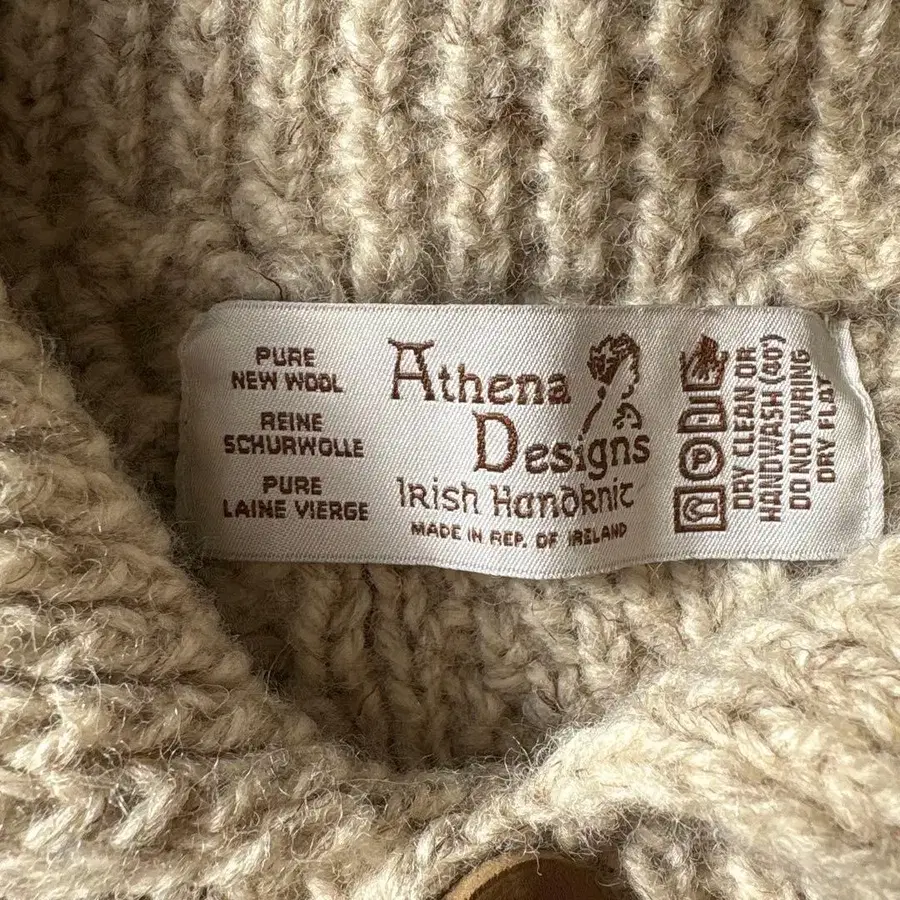 PURE
NEW WOOL
REINE
SCHURWOLLE
PURE
LAINE VIERGE
Athena
Designs
Irish Handknit
MADE IN REP. OF IRELAND
P
DRY CLEAN OR
HANDWASH (40°)
DO NOT WRING
DRY FLAT